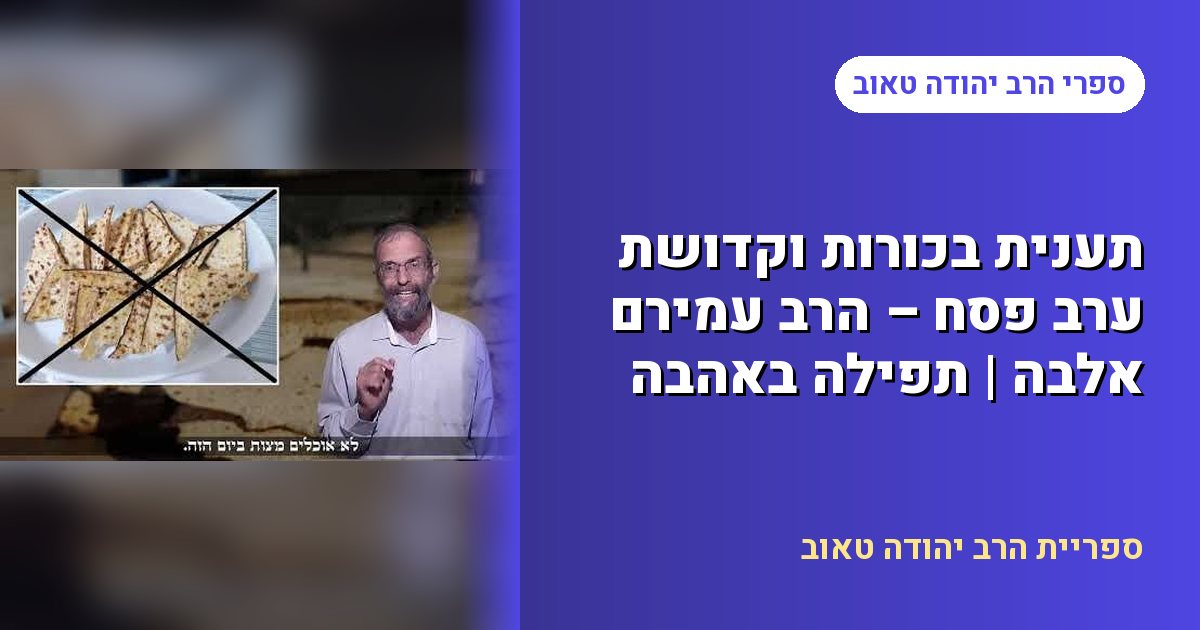 ספרי הרב יהודה טאוב
תענית בכורות וקדושת
ערב פסח – הרב עמירם
אלבה | תפילה באהבה
לא אוכלים מצות ביום הזה.
ספריית הרב יהודה טאוב